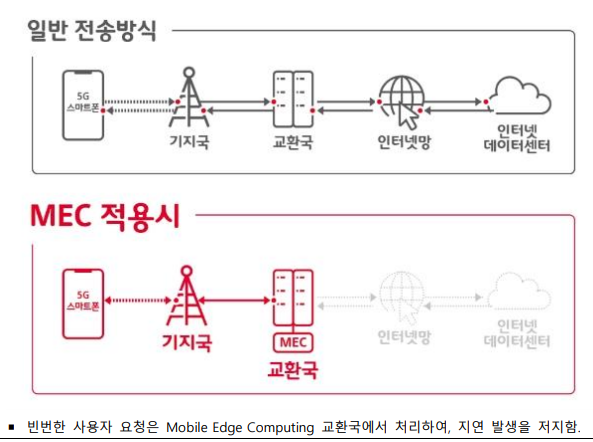 일반 전송방식
5G
스마트폰
기지국
교환국
인터넷망
인터넷
데이터센터
MEC 적용시
5G
스마트폰
기지국
MEC
교환국
인터넷망
인터넷
데이터센터
▪ 빈번한 사용자 요청은 Mobile Edge Computing 교환국에서 처리하여, 지연 발생을 저지함.